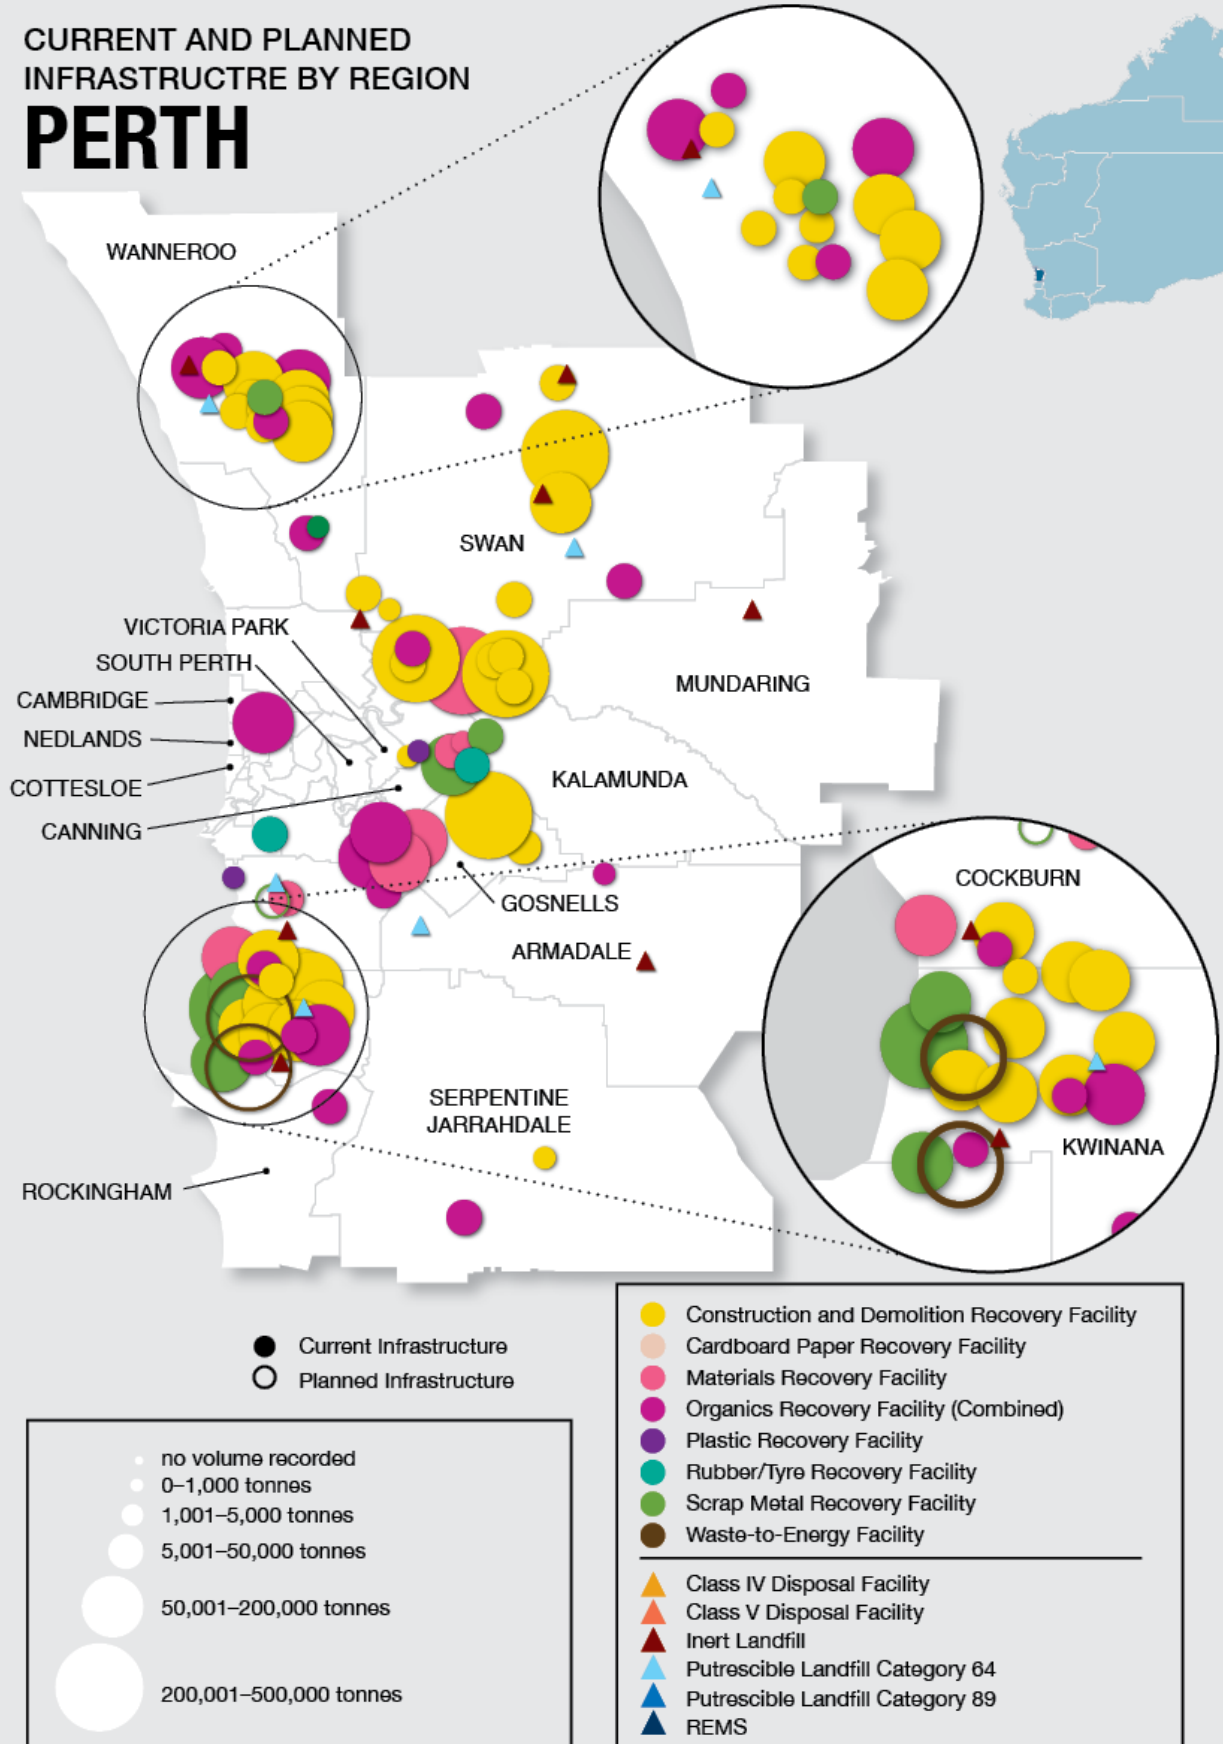 CURRENT AND PLANNED
INFRASTRUCTRE BY REGION
PERTH
WANNEROO
SWAN
VICTORIA PARK
SOUTH PERTH
CAMBRIDGE
NEDLANDS
COTTESLOE
CANNING
MUNDARING
KALAMUNDA
GOSNELLS
ARMADALE
COCKBURN
KWINANA
SERPENTINE
JARRAHDALE
ROCKINGHAM
Current Infrastructure
Planned Infrastructure
no volume recorded
0–1,000 tonnes
1,001–5,000 tonnes
5,001–50,000 tonnes
50,001–200,000 tonnes
200,001–500,000 tonnes
Construction and Demolition Recovery Facility
Cardboard Paper Recovery Facility
Materials Recovery Facility
Organics Recovery Facility (Combined)
Plastic Recovery Facility
Rubber/Tyre Recovery Facility
Scrap Metal Recovery Facility
Waste-to-Energy Facility
Class IV Disposal Facility
Class V Disposal Facility
Inert Landfill
Putrescible Landfill Category 64
Putrescible Landfill Category 89
REMS